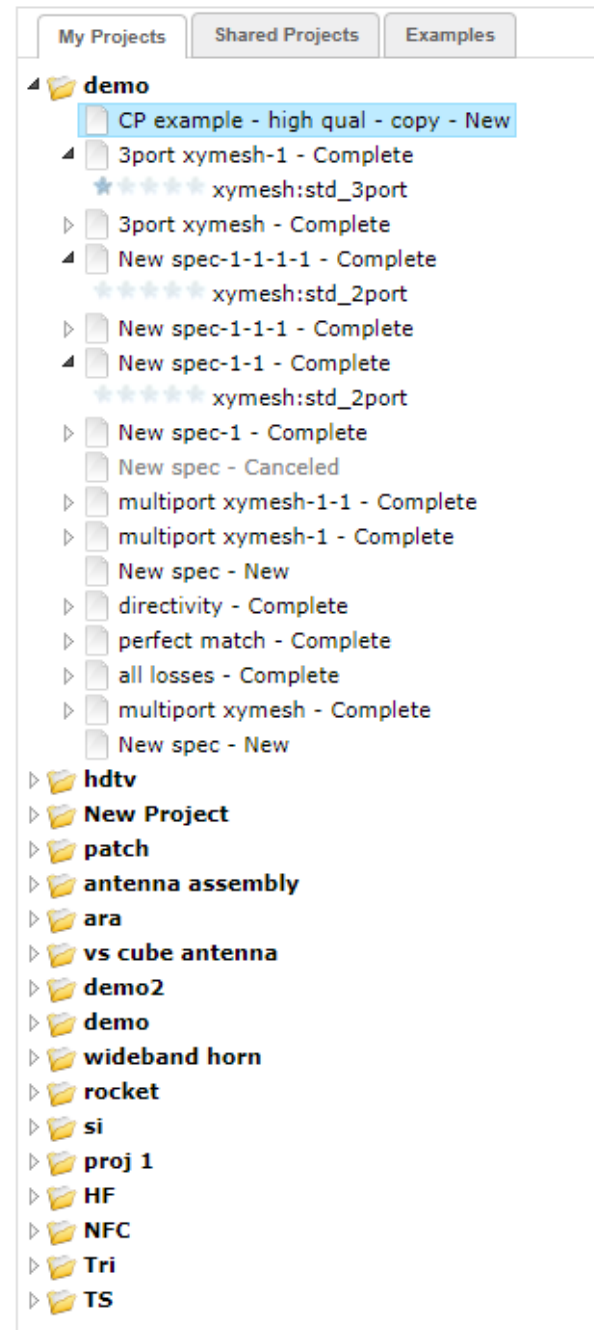 My Projects Shared Projects Examples
demo
CP example - high qual - copy - New
3port xymesh-1 - Complete
xymesh:std_3port
3port xymesh - Complete
New spec-1-1-1-1 - Complete
xymesh:std_2port
New spec-1-1-1 - Complete
New spec-1-1 - Complete
xymesh:std_2port
New spec-1 - Complete
New spec - Canceled
multiport xymesh-1-1 - Complete
multiport xymesh-1 - Complete
New spec - New
directivity - Complete
perfect match - Complete
all losses - Complete
multiport xymesh - Complete
New spec - New
hdtv
New Project
patch
antenna assembly
ara
vs cube antenna
demo2
demo
wideband horn
rocket
si
proj 1
HF
NFC
Tri
TS